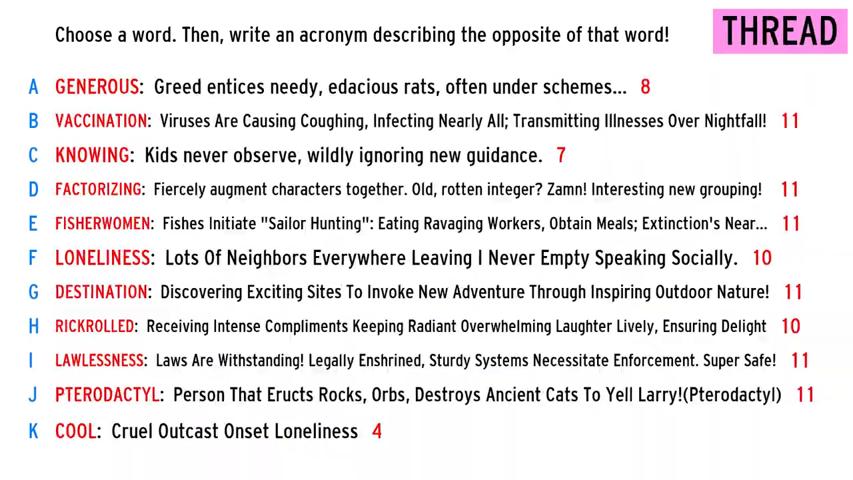 Choose a word. Then, write an acronym describing the opposite of that word!
THREAD
A GENEROUS: Greed entices needy, edacious rats, often under schemes... 8
B VACCINATION: Viruses Are Causing Coughing, Infecting Nearly All; Transmitting Illnesses Over Nightfall! 11
C KNOWING: Kids never observe, wildly ignoring new guidance. 7
D FACTORIZING: Fiercely augment characters together. Old, rotten integer? Zamn! Interesting new grouping! 11
E FISHERWOMEN: Fishes Initiate "Sailor Hunting": Eating Ravaging Workers, Obtain Meals; Extinction's Near... 11
F LONELINESS: Lots Of Neighbors Everywhere Leaving I Never Empty Speaking Socially. 10
G DESTINATION: Discovering Exciting Sites To Invoke New Adventure Through Inspiring Outdoor Nature! 11
H RICKROLLED: Receiving Intense Compliments Keeping Radiant Overwhelming Laughter Lively, Ensuring Delight 10
I LAWLESSNESS: Laws Are Withstanding! Legally Enshrined, Sturdy Systems Necessitate Enforcement. Super Safe! 11
J PTERODACTYL: Person That Eructs Rocks, Orbs, Destroys Ancient Cats To Yell Larry!(Pterodactyl) 11
K COOL: Cruel Outcast Onset Loneliness 4